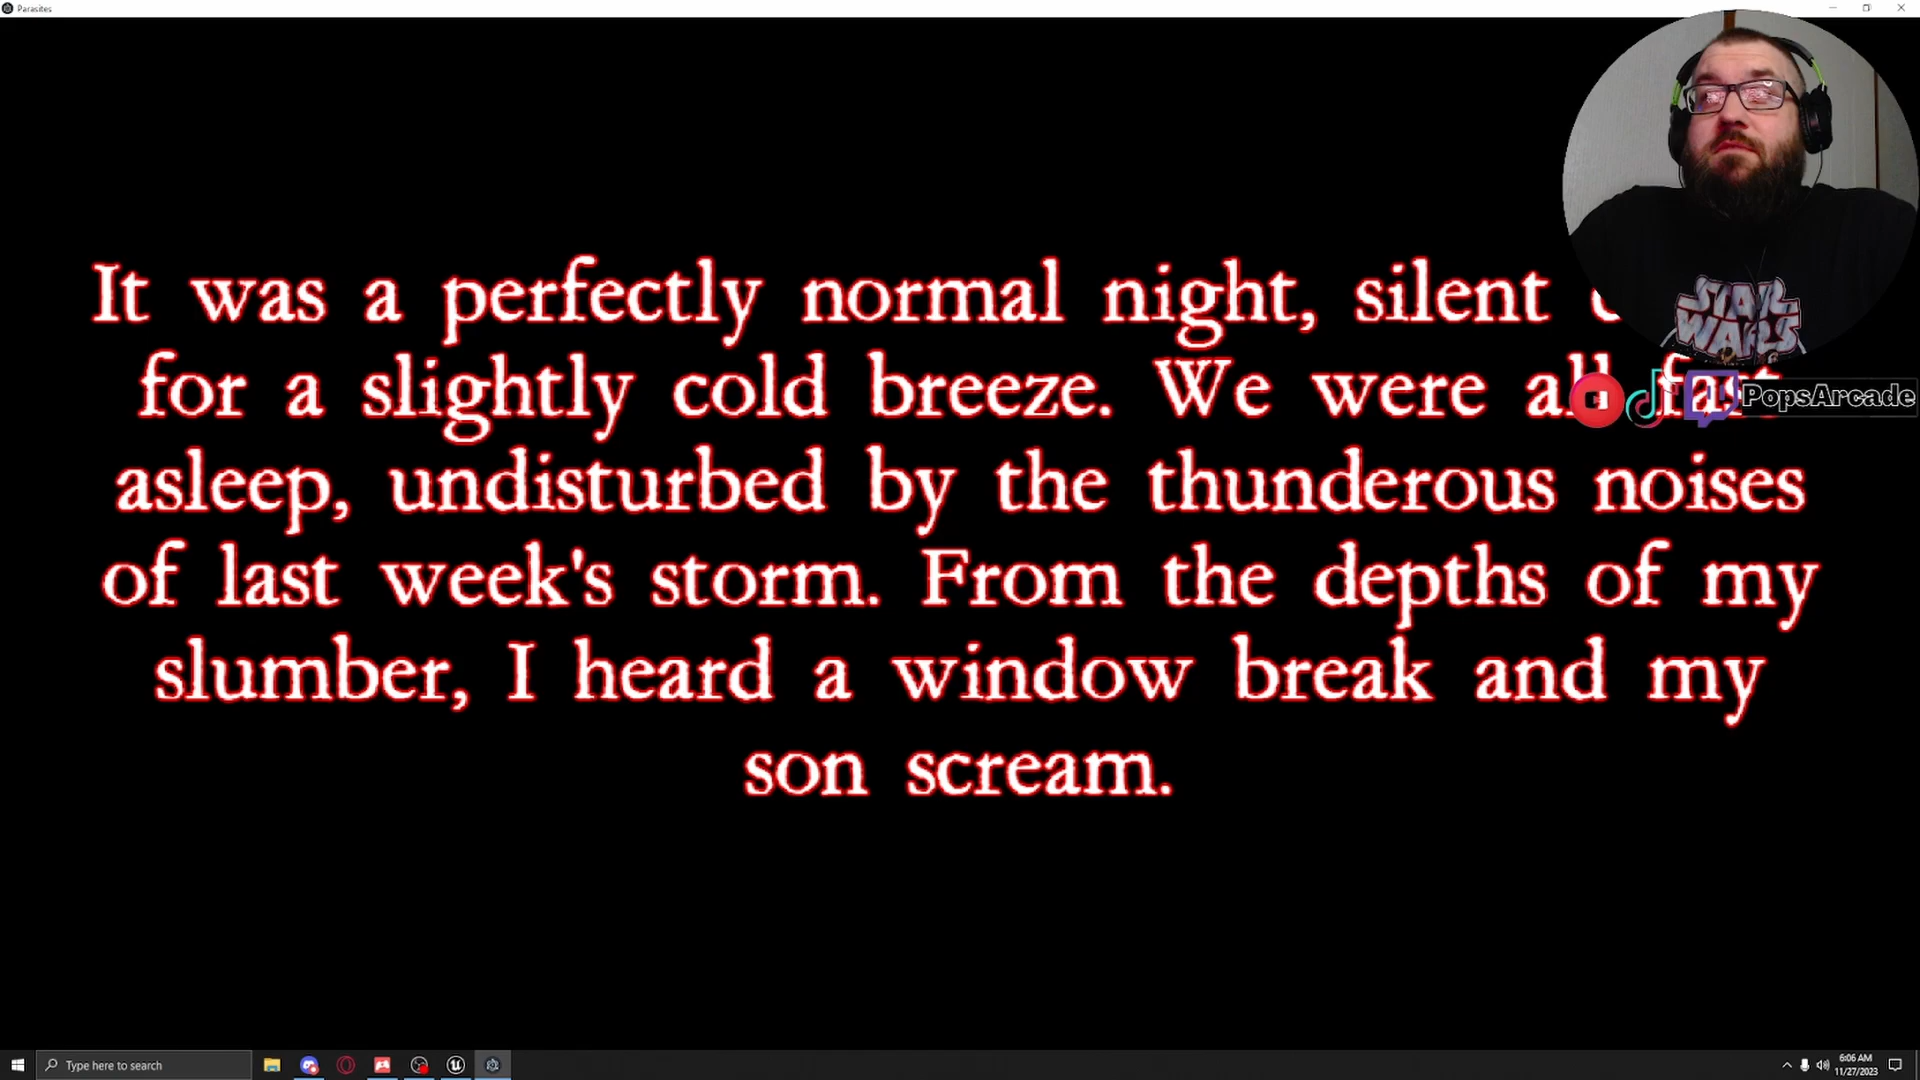 Parasites
It was a perfectly normal night, silent
for a slightly cold breeze. We were all fast
asleep, undisturbed by the thunderous noises
of last week's storm. From the depths of my
slumber, I heard a window break and my
son scream.
STAR
WARS
PopsArcade
Type here to search
6:06 AM
11/27/2023